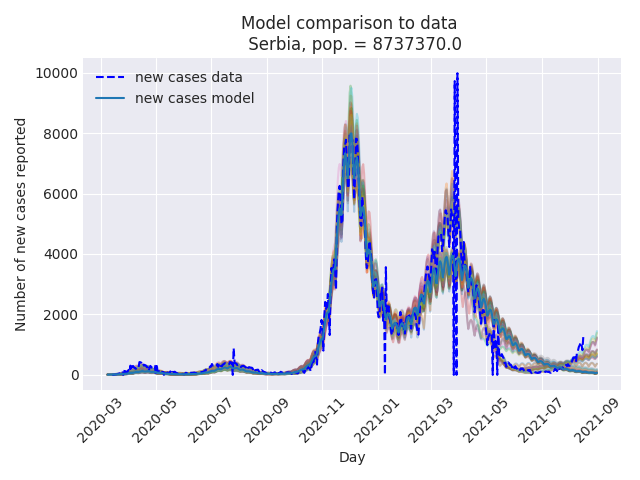 Model comparison to data
Serbia, pop. = 8737370.0
new cases data
new cases model
Number of new cases reported
10000
8000
6000
4000
2000
0
2020-03
2020-05
2020-07
2020-09
2020-11
2021-01
2021-03
2021-05
2021-07
2021-09
Day